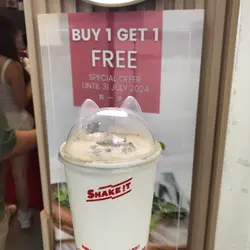 BUY 1 GET 1
FREE
SPECIAL OFFER
UNTIL 31 JULY 2024
SHAKE IT